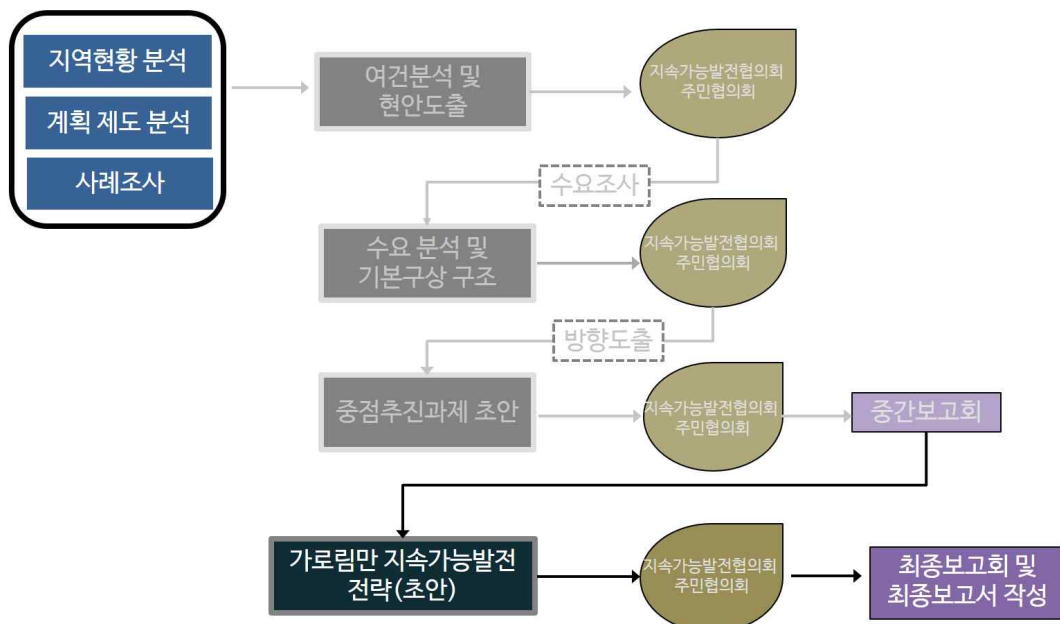 지역현황 분석
계획 제도 분석
사례조사
여건분석 및
현안도출
지속가능발전협의회
주민협의회
수요조사
수요 분석 및
기본구상 구조
지속가능발전협의회
주민협의회
방향도출
중점추진과제 초안
지속가능발전협의회
주민협의회
중간보고회
가로림만 지속가능발전
전략(초안)
지속가능발전협의회
주민협의회
최종보고회 및
최종보고서 작성